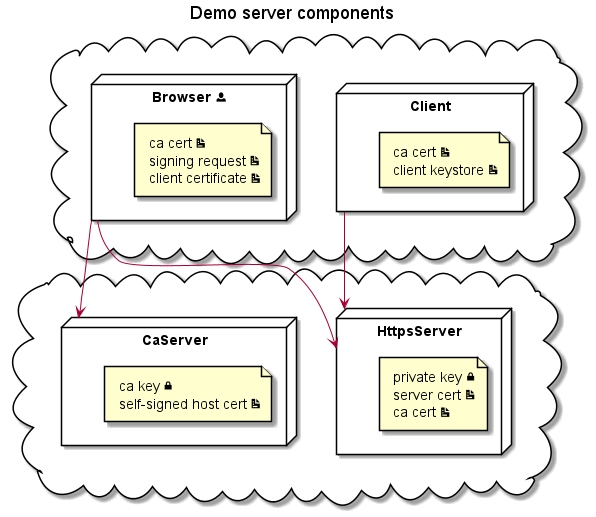 Demo server components
Browser
ca cert
signing request
client certificate
Client
ca cert
client keystore
CaServer
ca key
self-signed host cert
HttpsServer
private key
server cert
ca cert